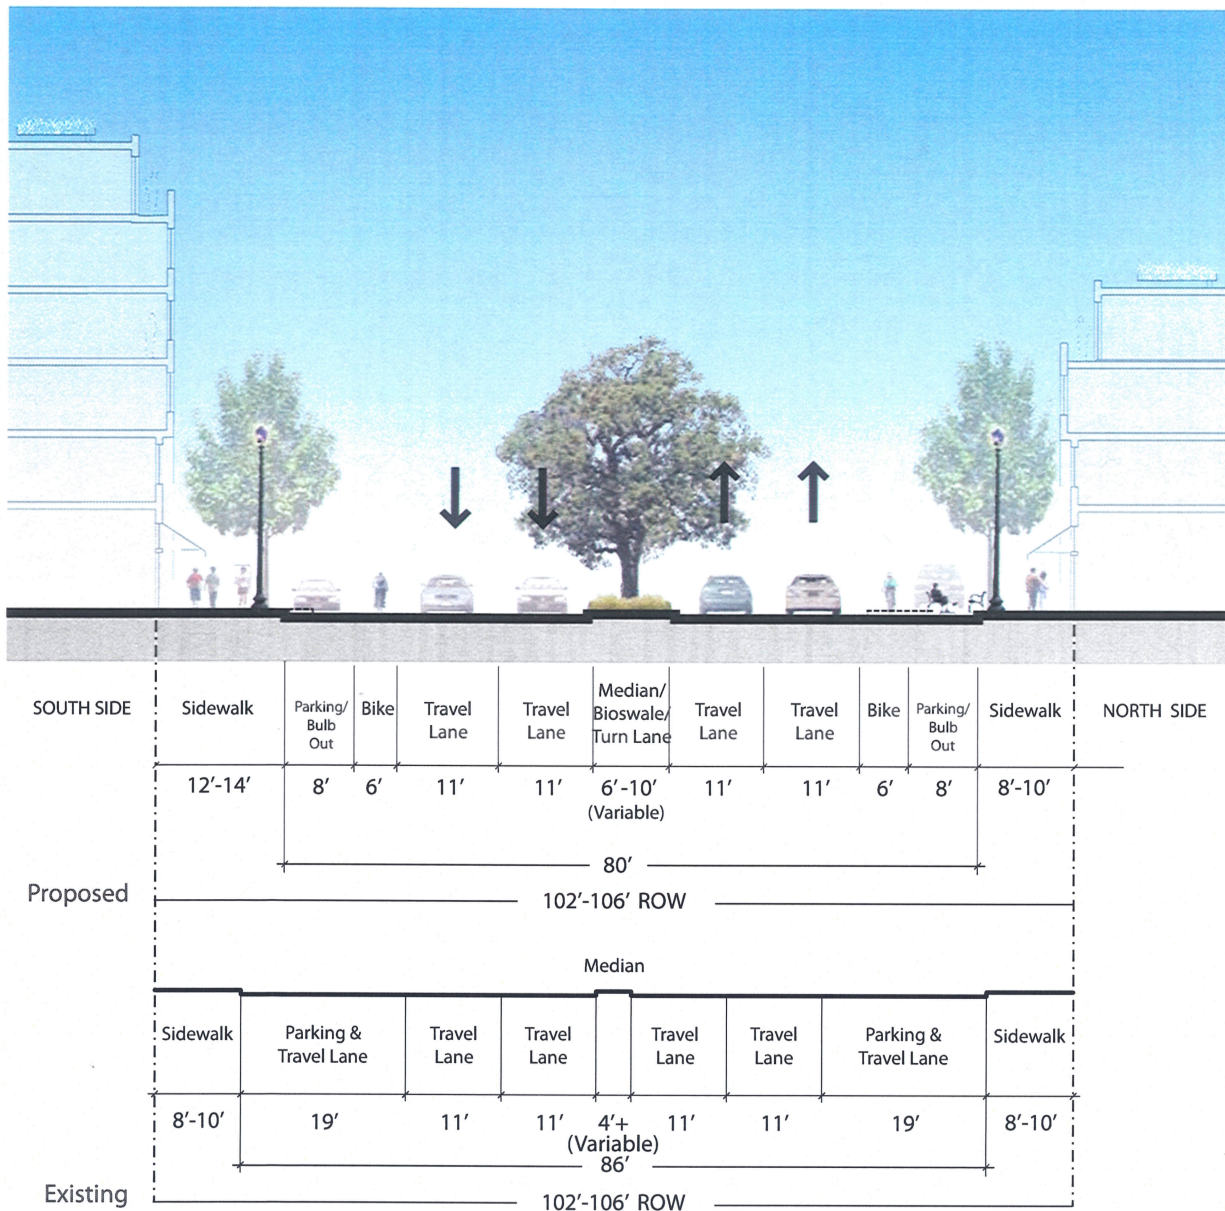 SOUTH SIDE
Sidewalk
Parking/
Bulb
Out
Bike
Travel
Lane
Travel
Lane
Median/
Bioswale/
Turn Lane
Travel
Lane
Travel
Lane
Bike
Parking/
Bulb
Out
Sidewalk
NORTH SIDE
12'-14'
8'
6'
11'
11'
6'-10'
(Variable)
11'
11'
6'
8'
8'-10'
80'
Proposed
102'-106' ROW
Median
Sidewalk
Parking &
Travel Lane
Travel
Lane
Travel
Lane
Travel
Lane
Travel
Lane
Parking &
Travel Lane
Sidewalk
8'-10'
19'
11'
11'
4'+
(Variable)
11'
11'
19'
8'-10'
86'
Existing
102'-106' ROW